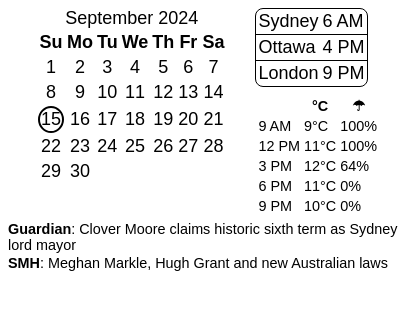 September 2024
Su Mo Tu We Th Fr Sa
1 2 3 4 5 6 7
8 9 10 11 12 13 14
15 16 17 18 19 20 21
22 23 24 25 26 27 28
29 30
Sydney 6 AM
Ottawa 4 PM
London 9 PM
°C ☂
9 AM 9°C 100%
12 PM 11°C 100%
3 PM 12°C 64%
6 PM 11°C 0%
9 PM 10°C 0%
Guardian: Clover Moore claims historic sixth term as Sydney
lord mayor
SMH: Meghan Markle, Hugh Grant and new Australian laws